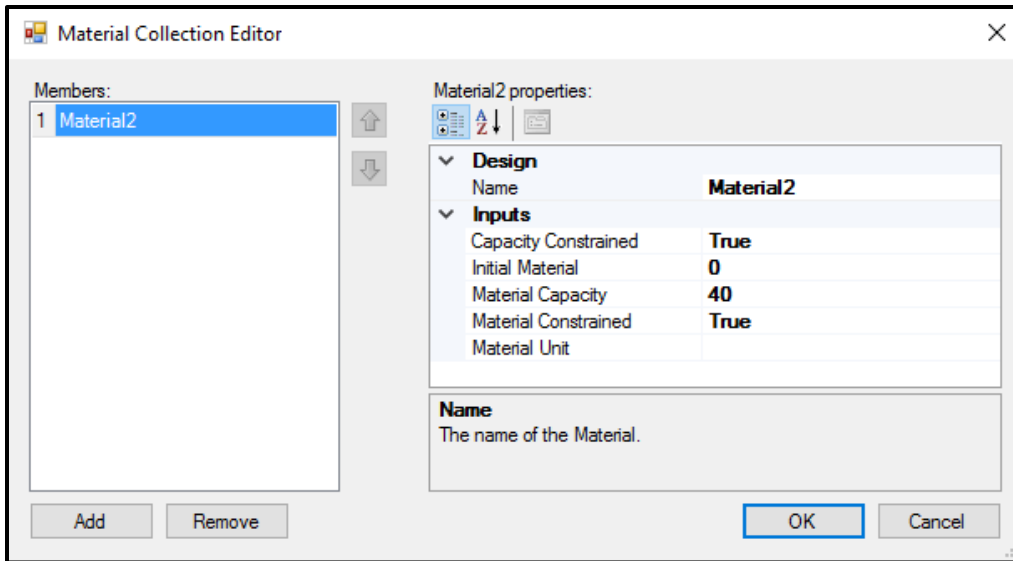 Material Collection Editor
Members:
1 Material2
Material2 properties:
A
Z
Design
Name Material2
Inputs
Capacity Constrained True
Initial Material 0
Material Capacity 40
Material Constrained True
Material Unit
Name
The name of the Material.
Add Remove OK Cancel